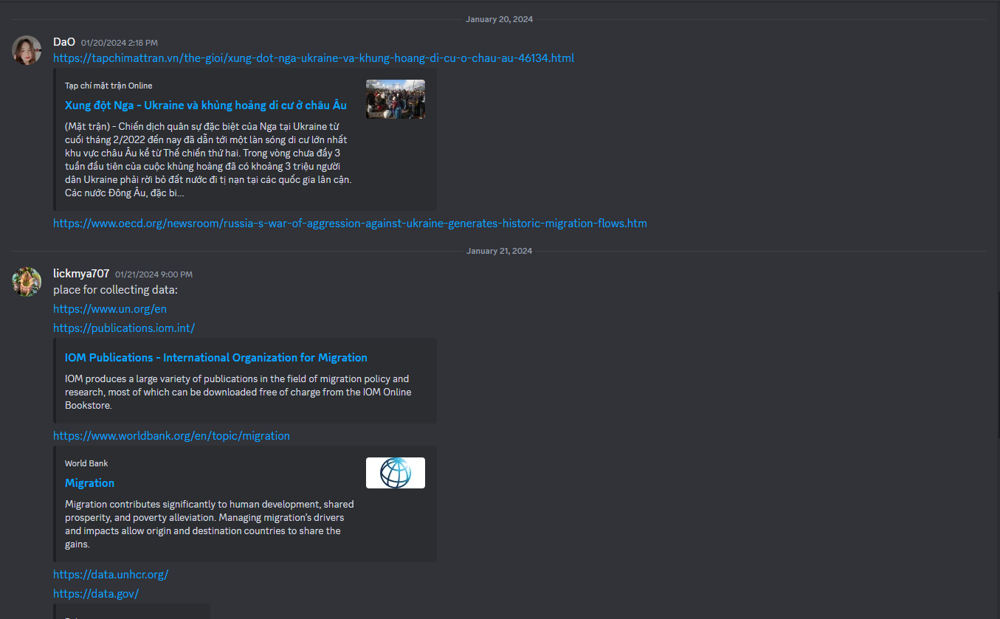 January 20, 2024
DaO 01/20/2024 2:18 PM
https://tapchimattran.vn/the-gioi/xung-dot-nga-ukraine-va-khung-hoang-di-cu-o-chau-au-46134.html
Tạp chí mặt trận Online
Xung đột Nga - Ukraine và khủng hoảng di cư ở châu Âu
(Mặt trận) - Chiến dịch quân sự đặc biệt của Nga tại Ukraine từ
cuối tháng 2/2022 đến nay đã dẫn tới một làn sóng di cư lớn nhất
khu vực châu Âu kể từ Thế chiến thứ hai. Trong vòng chưa đầy 3
tuần đầu tiên của cuộc khủng hoảng đã có khoảng 3 triệu người
dân Ukraine phải rời bỏ đất nước đi tị nạn tại các quốc gia lân cận.
Các nước Đông Âu, đặc bi...
https://www.oecd.org/newsroom/russia-s-war-of-aggression-against-ukraine-generates-historic-migration-flows.htm
January 21, 2024
lickmya707 01/21/2024 9:00 PM
place for collecting data:
https://www.un.org/en
https://publications.iom.int/
IOM Publications - International Organization for Migration
IOM produces a large variety of publications in the field of migration policy and
research, most of which can be downloaded free of charge from the IOM Online
Bookstore.
https://www.worldbank.org/en/topic/migration
World Bank
Migration
Migration contributes significantly to human development, shared
prosperity, and poverty alleviation. Managing migration's drivers
and impacts allow origin and destination countries to share the
gains.
https://data.unhcr.org/
https://data.gov/